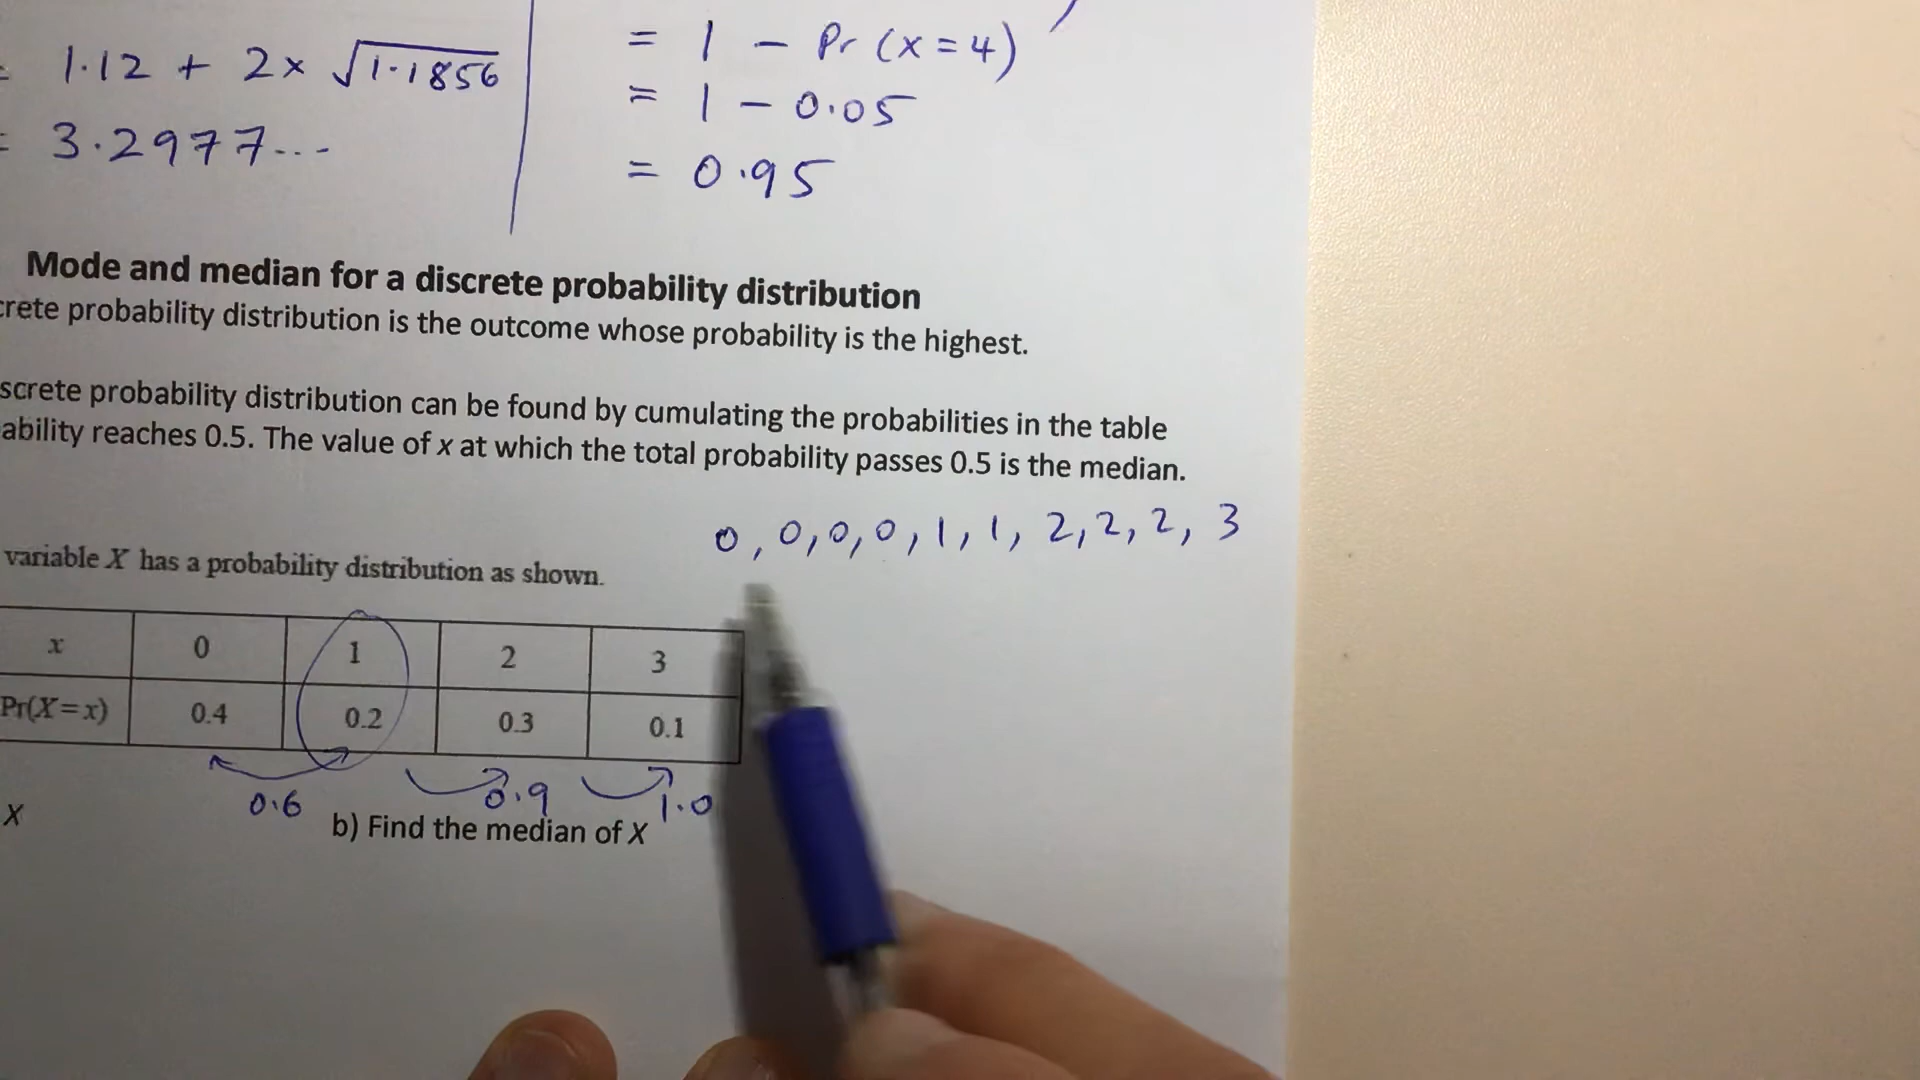 = 1 - Pr (x = 4)
1.12 + 2 x √1.1856
= 1 - 0.05
= 3.2977...
= 0.95
Mode and median for a discrete probability distribution
crete probability distribution is the outcome whose probability is the highest.
screte probability distribution can be found by cumulating the probabilities in the table
ability reaches 0.5. The value of x at which the total probability passes 0.5 is the median.
0, 0, 0, 0, 1, 1, 2, 2, 2, 3
variable X has a probability distribution as shown.
x 0 1 2 3
Pr(X=x) 0.4 0.2 0.3 0.1
0.6 0.9 1.0
X b) Find the median of X